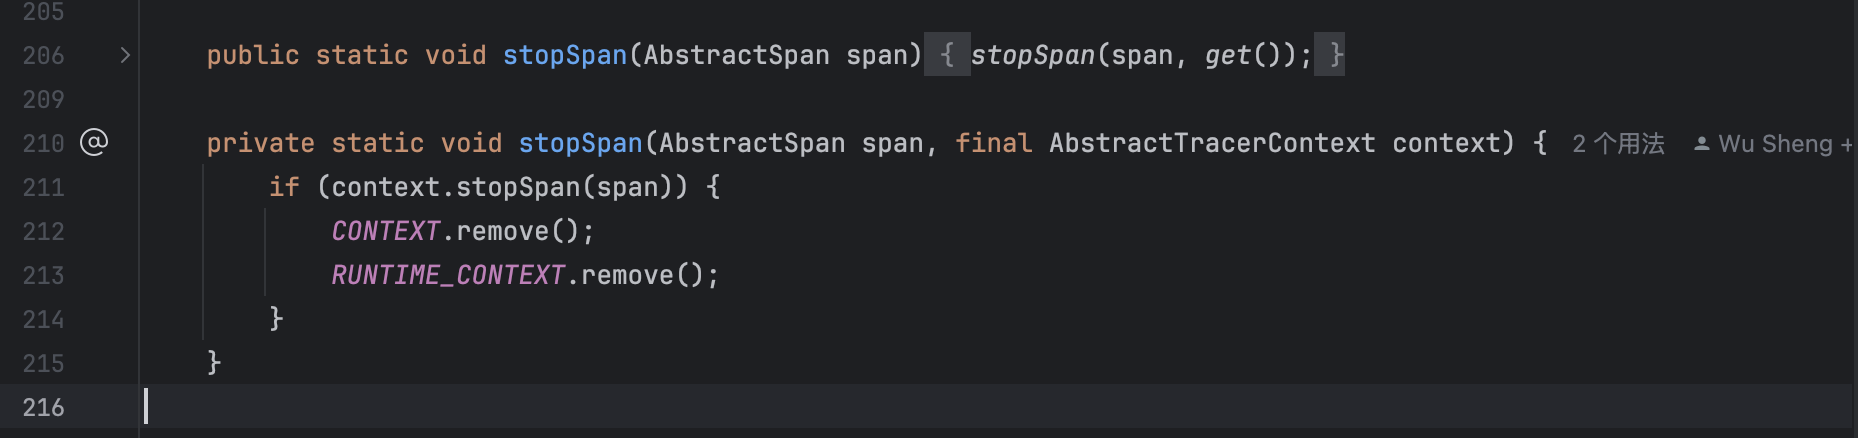 205
206 public static void stopSpan(AbstractSpan span) { stopSpan(span, get()); }
209
210 @ private static void stopSpan(AbstractSpan span, final AbstractTracerContext context) { 2 个用法 Wu Sheng +
211 if (context.stopSpan(span)) {
212 CONTEXT.remove();
213 RUNTIME_CONTEXT.remove();
214 }
215 }
216